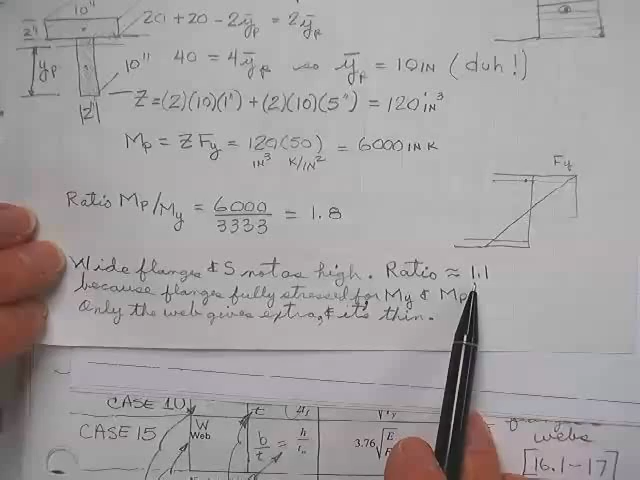 10"
2"
20 + 20 - 2ȳp = 2ȳp
yp
10"
40 = 4ȳp so ȳp = 10 IN (duh!)
2"
Z = (2)(10)(1") + (2)(10)(5") = 120 in³
Mp = Z Fy = 120 (50) = 6000 IN K
IN³ K/IN²
Fy
Ratio Mp/My = 6000/3333 = 1.8
Wide flanges & S not as high. Ratio ≈ 1.1
because flanges fully stressed for My & Mp
Only the web gives extra, & it's thin.
CASE 10
t
CASE 15
W
Web
b/t = h/
3.76
webs
[16.1-17]